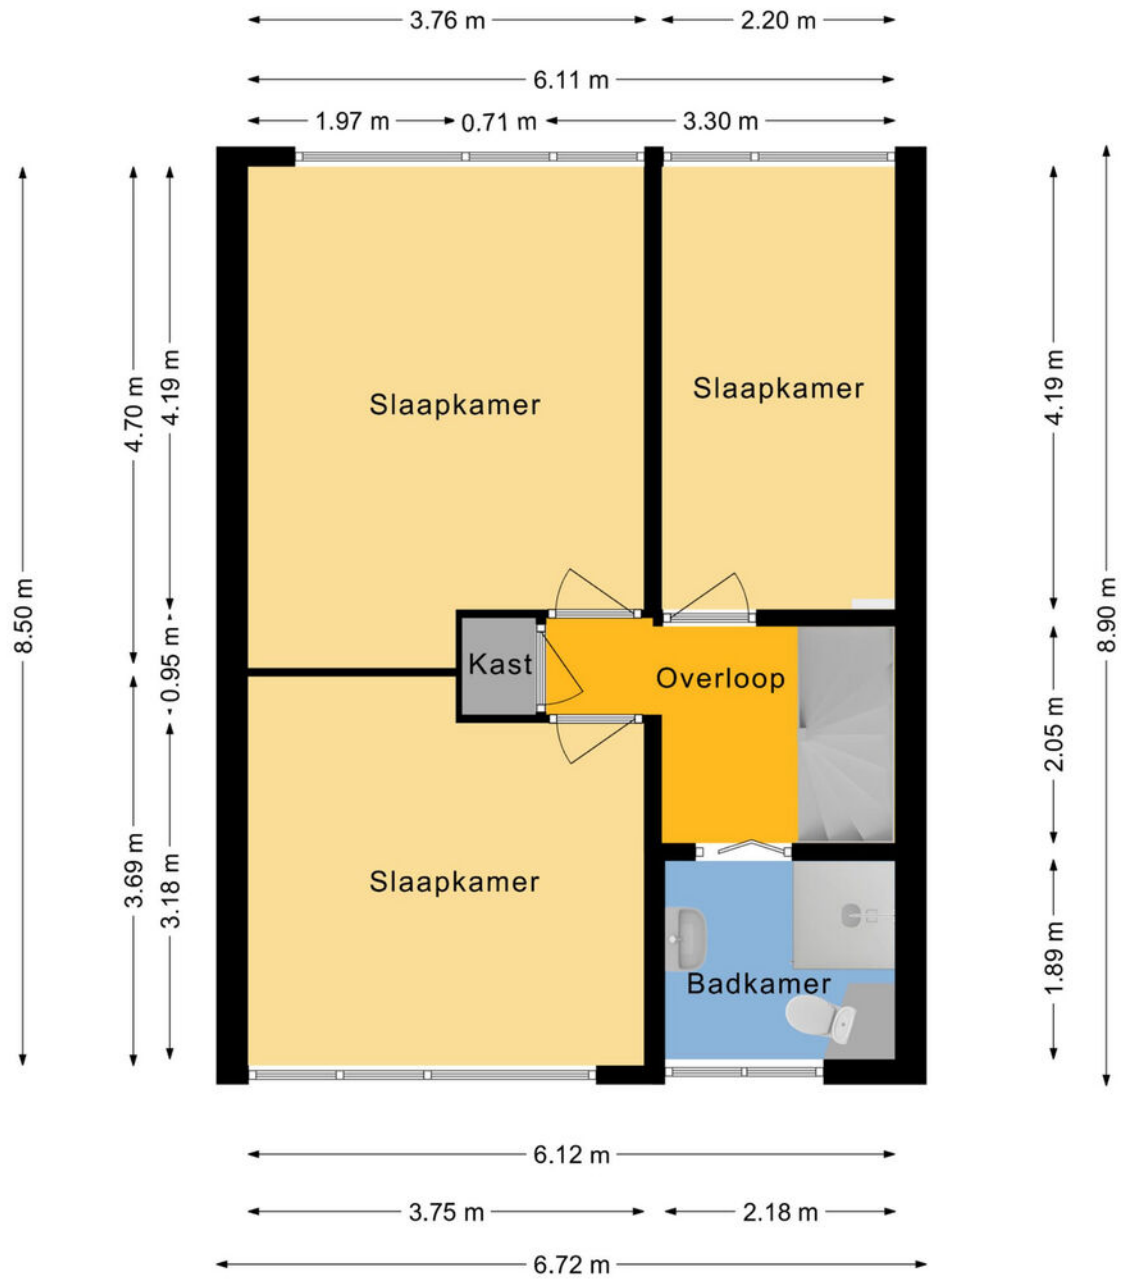 3.76 m
2.20 m
6.11 m
1.97 m
0.71 m
3.30 m
8.50 m
4.70 m
4.19 m
Slaapkamer
Slaapkamer
4.19 m
8.90 m
0.95 m
Kast
Overloop
2.05 m
3.69 m
3.18 m
Slaapkamer
1.89 m
Badkamer
6.12 m
3.75 m
2.18 m
6.72 m